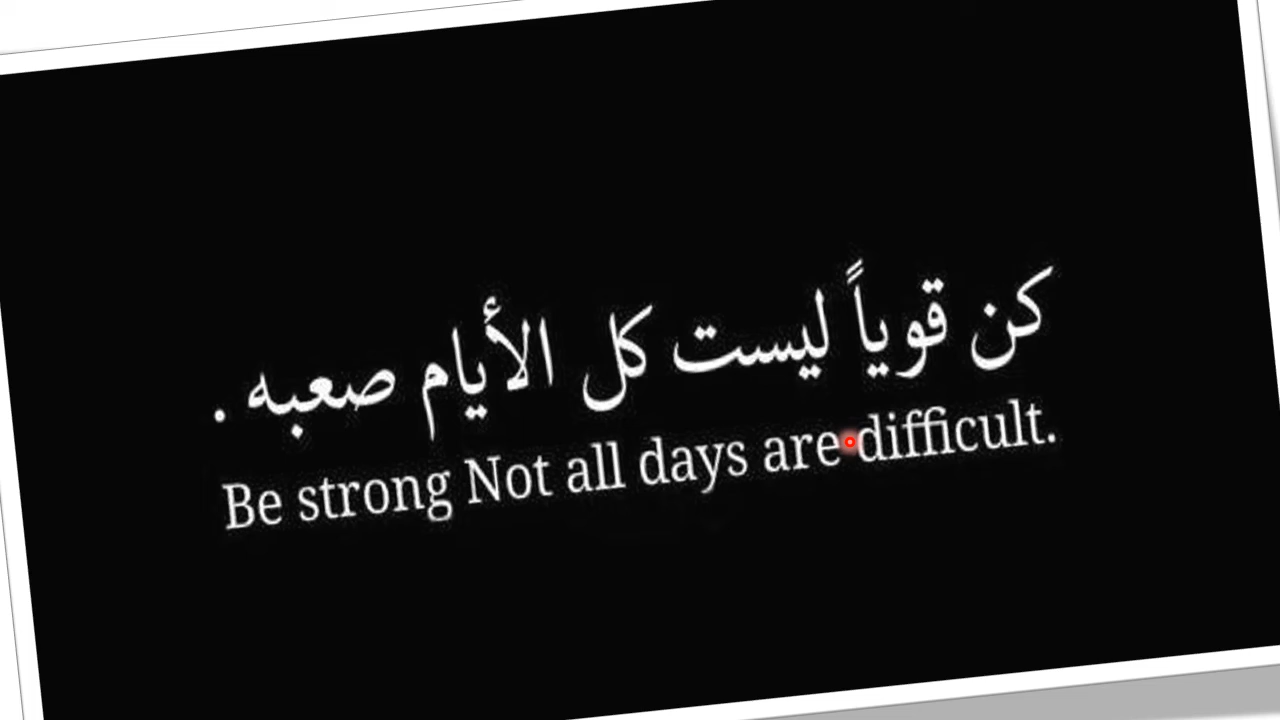 كن قوياً ليست كل الأيام صعبه .
Be strong Not all days are difficult.